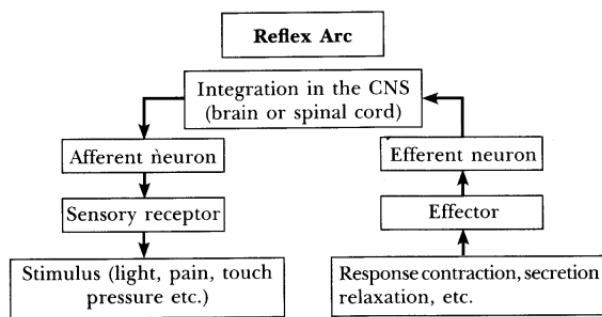 Reflex Arc
Integration in the CNS
(brain or spinal cord)
Afferent neuron
Efferent neuron
Sensory receptor
Effector
Stimulus (light, pain, touch
pressure etc.)
Response contraction, secretion
relaxation, etc.